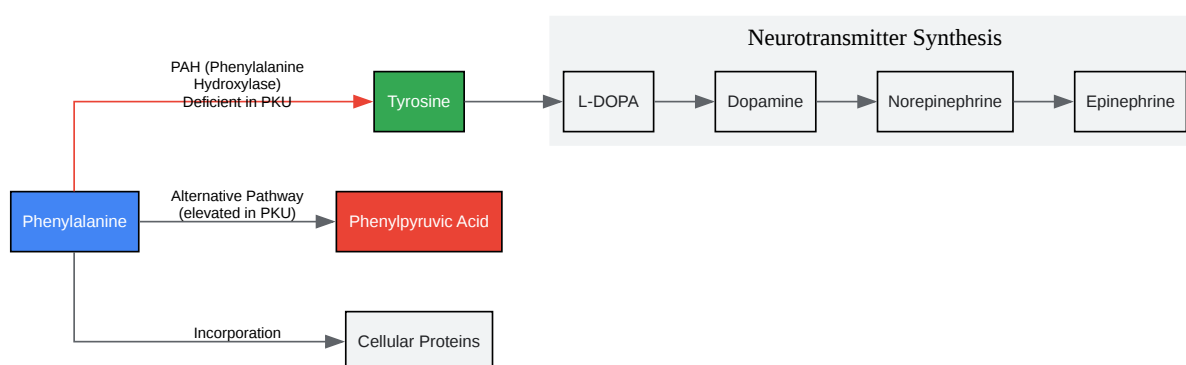 Neurotransmitter Synthesis
PAH (Phenylalanine
Hydroxylase)
Deficient in PKU
Tyrosine
L-DOPA
Dopamine
Norepinephrine
Epinephrine
Phenylalanine
Alternative Pathway
(elevated in PKU)
Phenylpyruvic Acid
Incorporation
Cellular Proteins